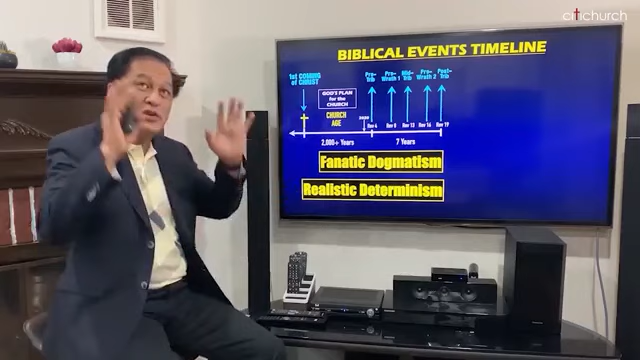 citichurch
BIBLICAL EVENTS TIMELINE
1st COMING
of CHRIST
GOD'S PLAN
for the
CHURCH
CHURCH
AGE
Pre-
Trib
Pre-
Wrath 1
Mid-
Trib
Pre-
Wrath 2
Post-
Trib
Rev 4
Rev 13
Rev 16
Rev 19
2,000+ Years
7 Years
Fanatic Dogmatism
Realistic Determinism